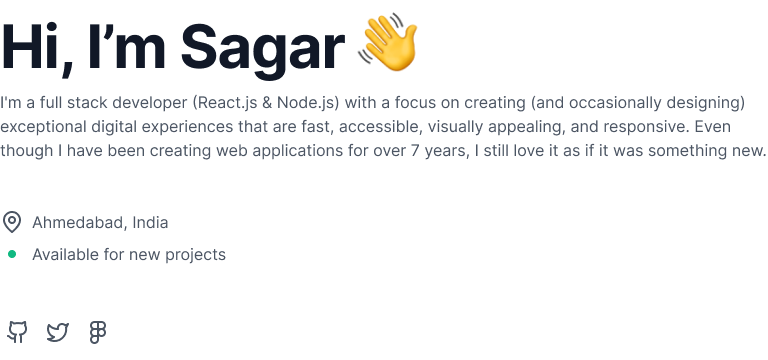 Hi, I’m Sagar 👋
I'm a full stack developer (React.js & Node.js) with a focus on creating (and occasionally designing)
exceptional digital experiences that are fast, accessible, visually appealing, and responsive. Even
though I have been creating web applications for over 7 years, I still love it as if it was something new.
Ahmedabad, India
Available for new projects